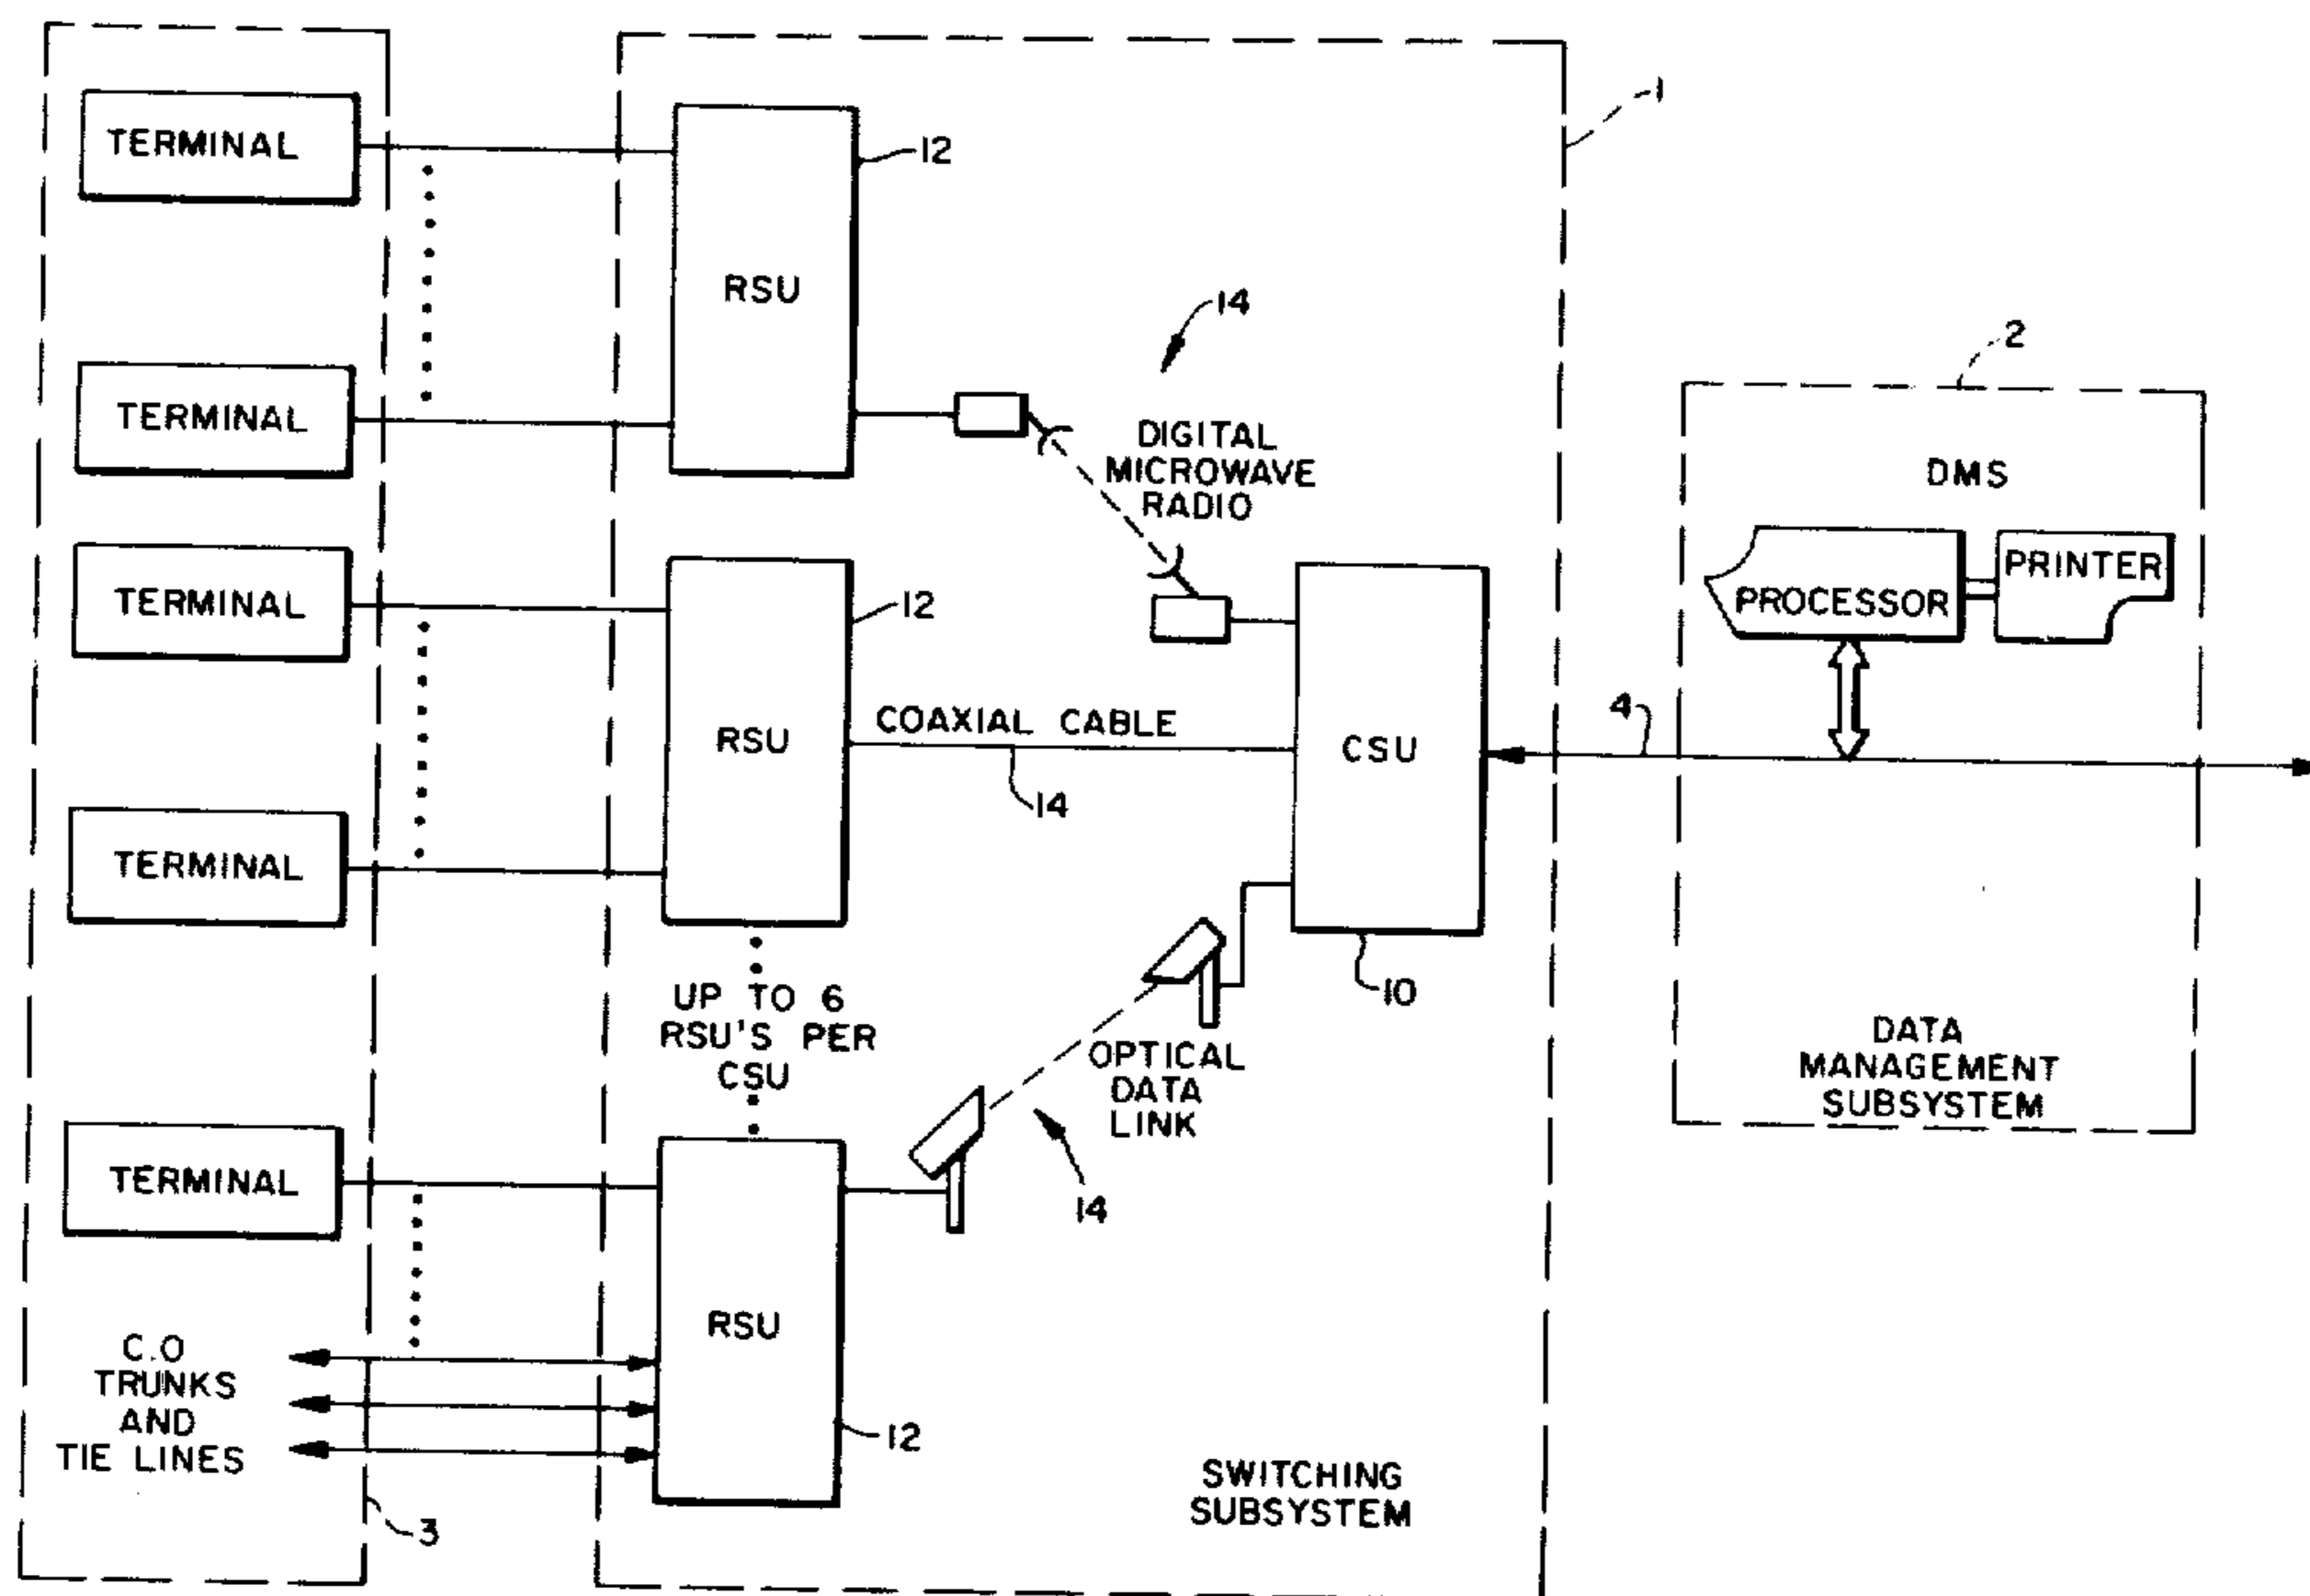 TERMINAL
TERMINAL
TERMINAL
TERMINAL
TERMINAL
C.O
TRUNKS
AND
TIE LINES
3
RSU
12
RSU
12
UP TO 6
RSU'S PER
CSU
RSU
12
14
DIGITAL
MICROWAVE
RADIO
COAXIAL CABLE
14
CSU
10
OPTICAL
DATA
LINK
14
SWITCHING
SUBSYSTEM
1
4
2
DMS
PROCESSOR
PRINTER
DATA
MANAGEMENT
SUBSYSTEM